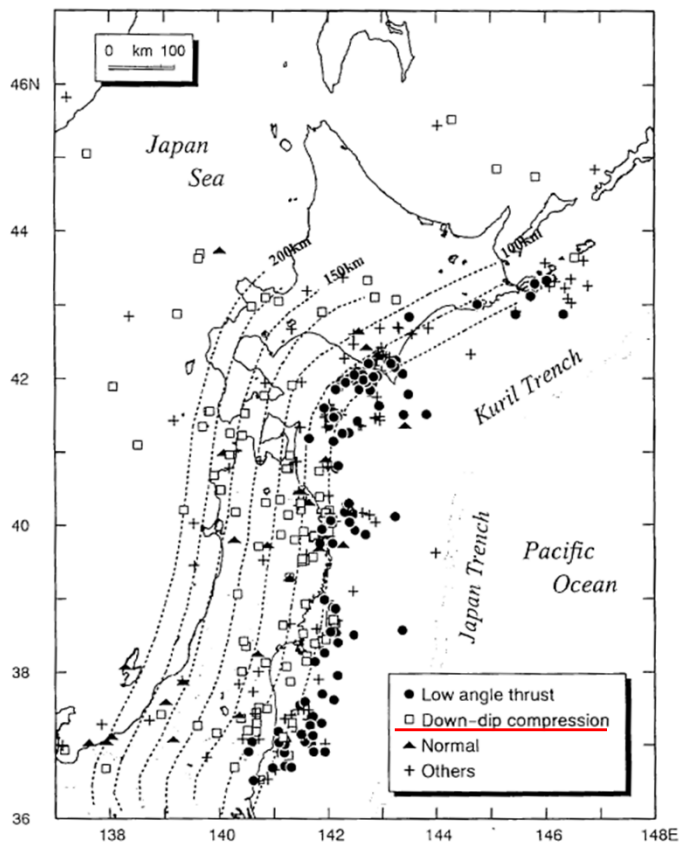 0 km 100
46N
Japan
Sea
44
200km
150km
100km
42
Kuril Trench
40
Japan Trench
Pacific
Ocean
38
Low angle thrust
Down-dip compression
Normal
Others
36
138
140
142
144
146
148E